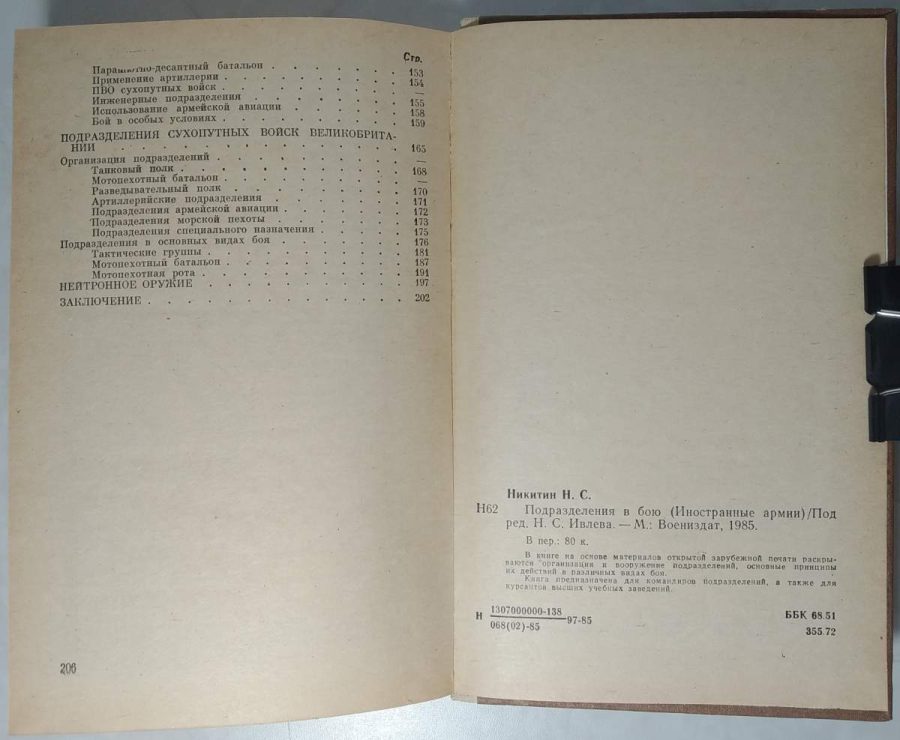 Стр.
Парашютно-десантный батальон . . . . . . . 153
Применение артиллерии . . . . . . . . . 154
ПВО сухопутных войск . . . . . . . . . —
Инженерные подразделения . . . . . . . . 155
Использование армейской авиации . . . . . . 158
Бой в особых условиях . . . . . . . . . 159
ПОДРАЗДЕЛЕНИЯ СУХОПУТНЫХ ВОЙСК ВЕЛИКОБРИТА-
НИИ . . . . . . . . . . . . . 165
Организация подразделений . . . . . . . . . —
Танковый полк . . . . . . . . . . . 168
Мотопехотный батальон . . . . . . . . . —
Разведывательный полк . . . . . . . . . 170
Артиллерийские подразделения . . . . . . . 171
Подразделения армейской авиации . . . . . . 172
Подразделения морской пехоты . . . . . . . 173
Подразделения специального назначения . . . . . 175
Подразделения в основных видах боя . . . . . . . 176
Тактические группы . . . . . . . . . . 181
Мотопехотный батальон . . . . . . . . . 187
Мотопехотная рота . . . . . . . . . . 191
НЕЙТРОННОЕ ОРУЖИЕ . . . . . . . . . . 197
ЗАКЛЮЧЕНИЕ . . . . . . . . . . . . . 202
206
Никитин Н. С.
Н62 Подразделения в бою (Иностранные армии)/Под
ред. Н. С. Ивлева. — М.: Воениздат, 1985.
В пер.: 80 к.
В книге на основе материалов открытой зарубежной печати раскры-
ваются организация и вооружение подразделений, основные принципы
их действий в различных видах боя.
Книга предназначена для командиров подразделений, а также для
курсантов высших учебных заведений.
Н 1307000000-138
068(02)-85 97-85
ББК 68.51
355.72